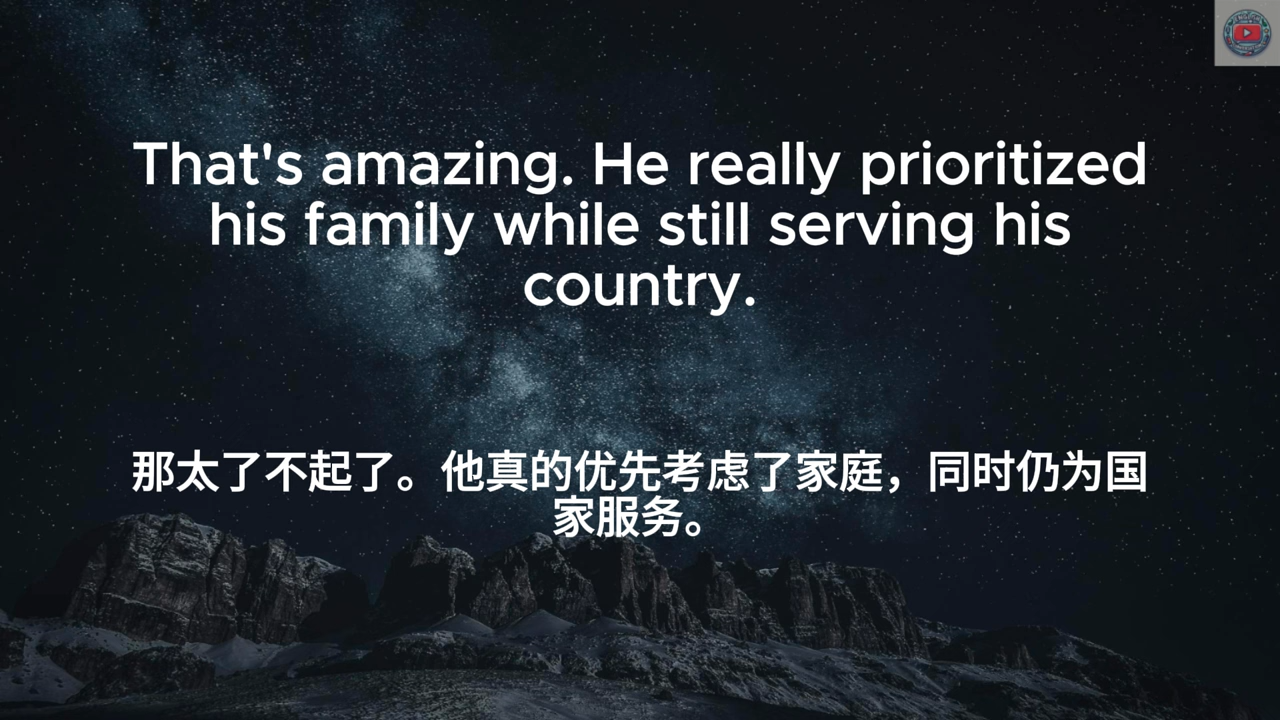 That's amazing. He really prioritized
his family while still serving his
country.
那太了不起了。他真的优先考虑了家庭，同时仍为国
家服务。